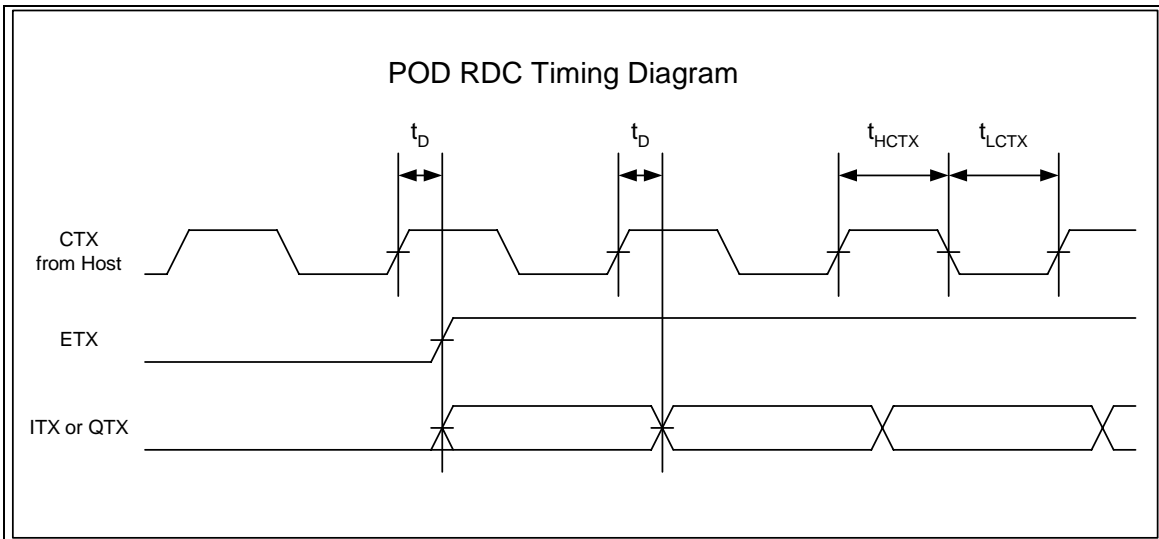 POD RDC Timing Diagram
tD
tD
tHCTX
tLCTX
CTX
from Host
ETX
ITX or QTX